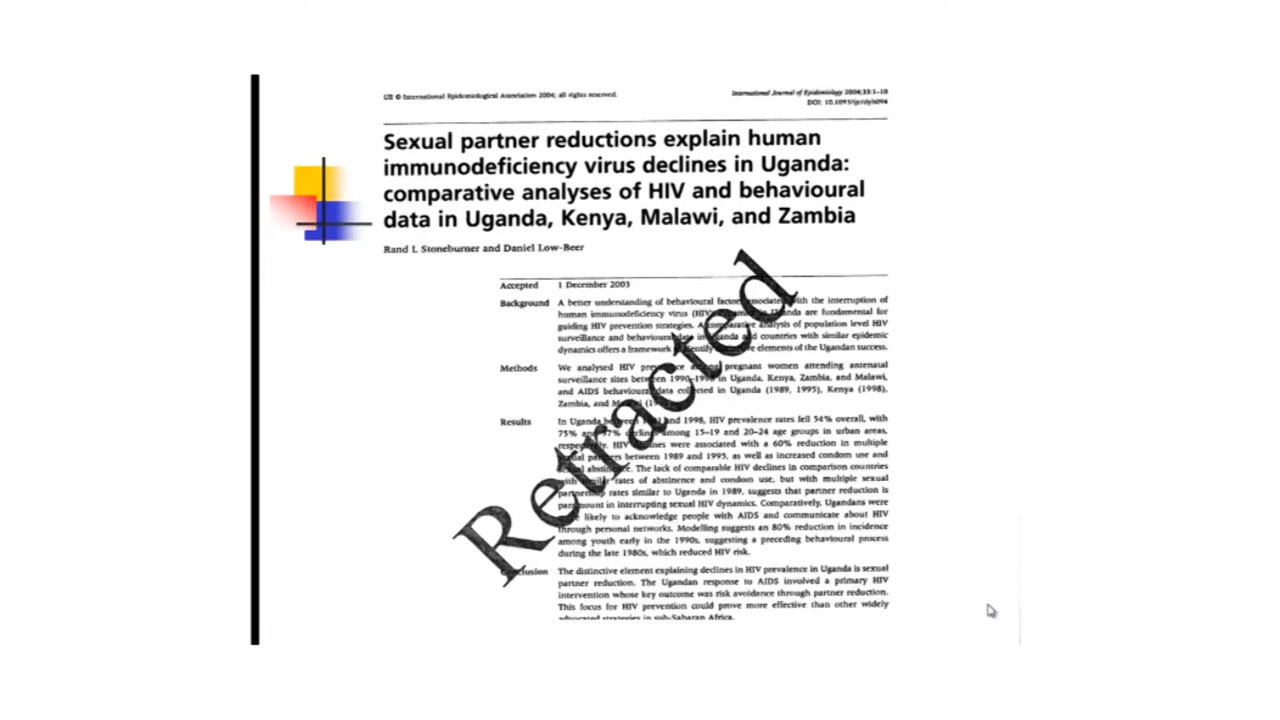 IJE © International Epidemiological Association 2004; all rights reserved.
International Journal of Epidemiology 2004;33:1–10
DOI: 10.1093/ije/dyh094
Sexual partner reductions explain human
immunodeficiency virus declines in Uganda:
comparative analyses of HIV and behavioural
data in Uganda, Kenya, Malawi, and Zambia
Rand L Stoneburner and Daniel Low-Beer
Accepted 1 December 2003
Background A better understanding of behavioural factors associated with the interruption of
human immunodeficiency virus (HIV) in Uganda are fundamental for
guiding HIV prevention strategies. A comparative analysis of population level HIV
surveillance and behavioural data in Uganda and countries with similar epidemic
dynamics offers a framework to identify elements of the Ugandan success.
Methods We analysed HIV prevalence among pregnant women attending antenatal
surveillance sites between 1990–1998 in Uganda, Kenya, Zambia, and Malawi,
and AIDS behavioural data collected in Uganda (1989, 1995), Kenya (1998),
Zambia, and Malawi
Results In Uganda between and 1998, HIV prevalence rates fell 54% overall, with
75% and declines among 15–19 and 20–24 age groups in urban areas,
respectively. HIV declines were associated with a 60% reduction in multiple
sexual partners between 1989 and 1995, as well as increased condom use and
sexual abstinence. The lack of comparable HIV declines in comparison countries
with similar rates of abstinence and condom use, but with multiple sexual
partnership rates similar to Uganda in 1989, suggests that partner reduction is
paramount in interrupting sexual HIV dynamics. Comparatively, Ugandans were
likely to acknowledge people with AIDS and communicate about HIV
through personal networks. Modelling suggests an 80% reduction in incidence
among youth early in the 1990s, suggesting a preceding behavioural process
during the late 1980s, which reduced HIV risk.
Conclusion The distinctive element explaining declines in HIV prevalence in Uganda is sexual
partner reduction. The Ugandan response to AIDS involved a primary HIV
intervention whose key outcome was risk avoidance through partner reduction.
This focus for HIV prevention could prove more effective than other widely
advocated strategies in sub-Saharan Africa.
Retracted